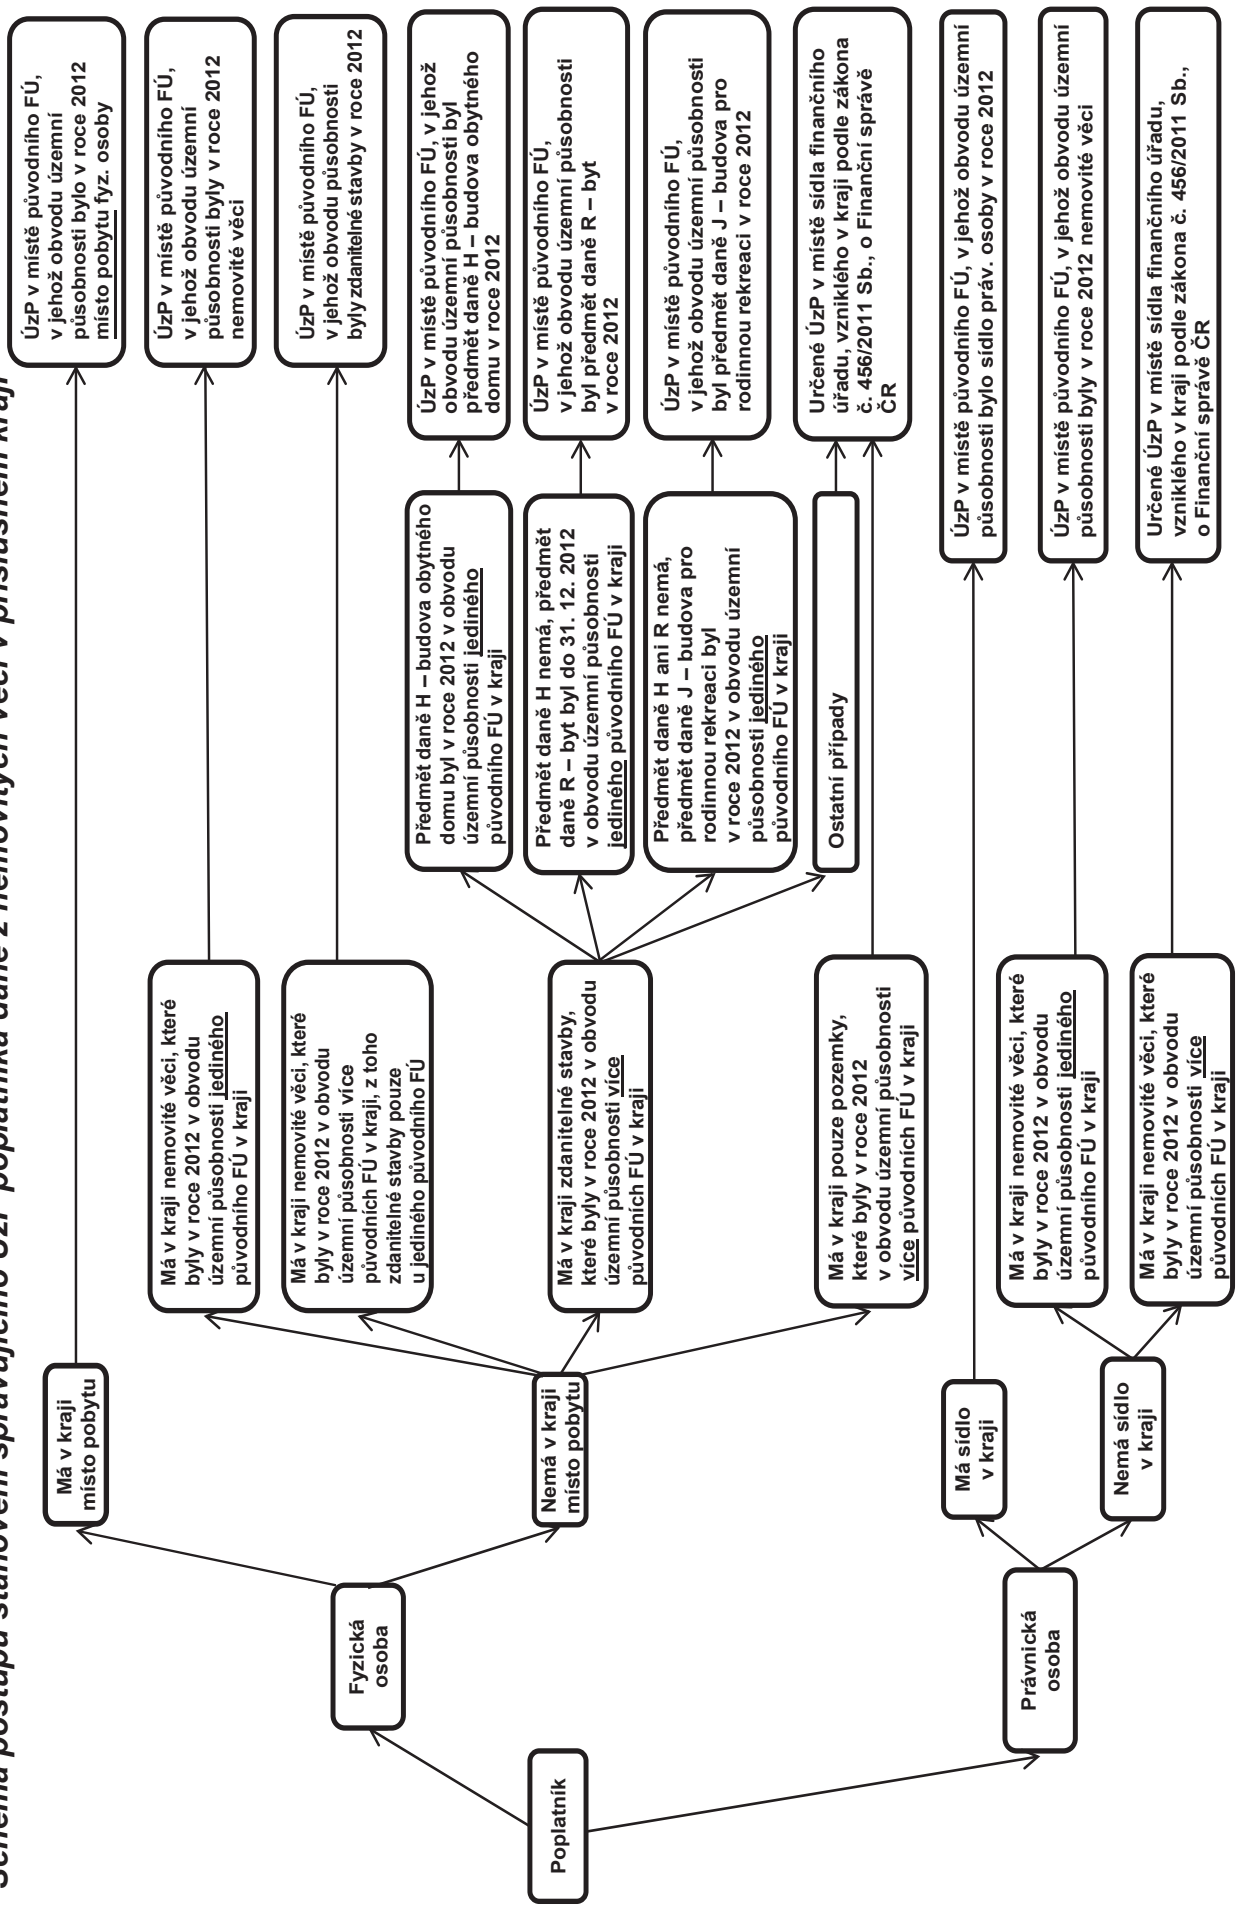 Schéma postupu stanovení spravujícího ÚzP poplatníka daně z nemovitých věcí v příslušném kraji
Poplatník
Fyzická
osoba
Právnická
osoba
Má v kraji
místo pobytu
Nemá v kraji
místo pobytu
Má sídlo
v kraji
Nemá sídlo
v kraji
Má v kraji nemovité věci, které
byly v roce 2012 v obvodu
územní působnosti jediného
původního FÚ v kraji
Má v kraji nemovité věci, které
byly v roce 2012 v obvodu
územní působnosti více
původních FÚ v kraji, z toho
zdanitelné stavby pouze
u jediného původního FÚ
Má v kraji zdanitelné stavby,
které byly v roce 2012 v obvodu
územní působnosti více
původních FÚ v kraji
Má v kraji pouze pozemky,
které byly v roce 2012
v obvodu územní působnosti
více původních FÚ v kraji
Má v kraji nemovité věci, které
byly v roce 2012 v obvodu
územní působnosti jediného
původního FÚ v kraji
Má v kraji nemovité věci, které
byly v roce 2012 v obvodu
územní působnosti více
původních FÚ v kraji
Předmět daně H – budova obytného
domu byl v roce 2012 v obvodu
územní působnosti jediného
původního FÚ v kraji
Předmět daně H nemá, předmět
daně R – byt byl do 31. 12. 2012
v obvodu územní působnosti
jediného původního FÚ v kraji
Předmět daně H ani R nemá,
předmět daně J – budova pro
rodinnou rekreaci byl
v roce 2012 v obvodu územní
působnosti jediného
původního FÚ v kraji
Ostatní případy
ÚzP v místě původního FÚ,
v jehož obvodu územní
působnosti bylo v roce 2012
místo pobytu fyz. osoby
ÚzP v místě původního FÚ,
v jehož obvodu územní
působnosti byly v roce 2012
nemovité věci
ÚzP v místě původního FÚ,
v jehož obvodu působnosti
byly zdanitelné stavby v roce 2012
ÚzP v místě původního FÚ, v jehož
obvodu územní působnosti byl
předmět daně H – budova obytného
domu v roce 2012
ÚzP v místě původního FÚ,
v jehož obvodu územní působnosti
byl předmět daně R – byt
v roce 2012
ÚzP v místě původního FÚ,
v jehož obvodu územní působnosti
byl předmět daně J – budova pro
rodinnou rekreaci v roce 2012
Určené ÚzP v místě sídla finančního
úřadu, vzniklého v kraji podle zákona
č. 456/2011 Sb., o Finanční správě
ČR
ÚzP v místě původního FÚ, v jehož obvodu územní
působnosti bylo sídlo práv. osoby v roce 2012
ÚzP v místě původního FÚ, v jehož obvodu územní
působnosti byly v roce 2012 nemovité věci
Určené ÚzP v místě sídla finančního úřadu,
vzniklého v kraji podle zákona č. 456/2011 Sb.,
o Finanční správě ČR